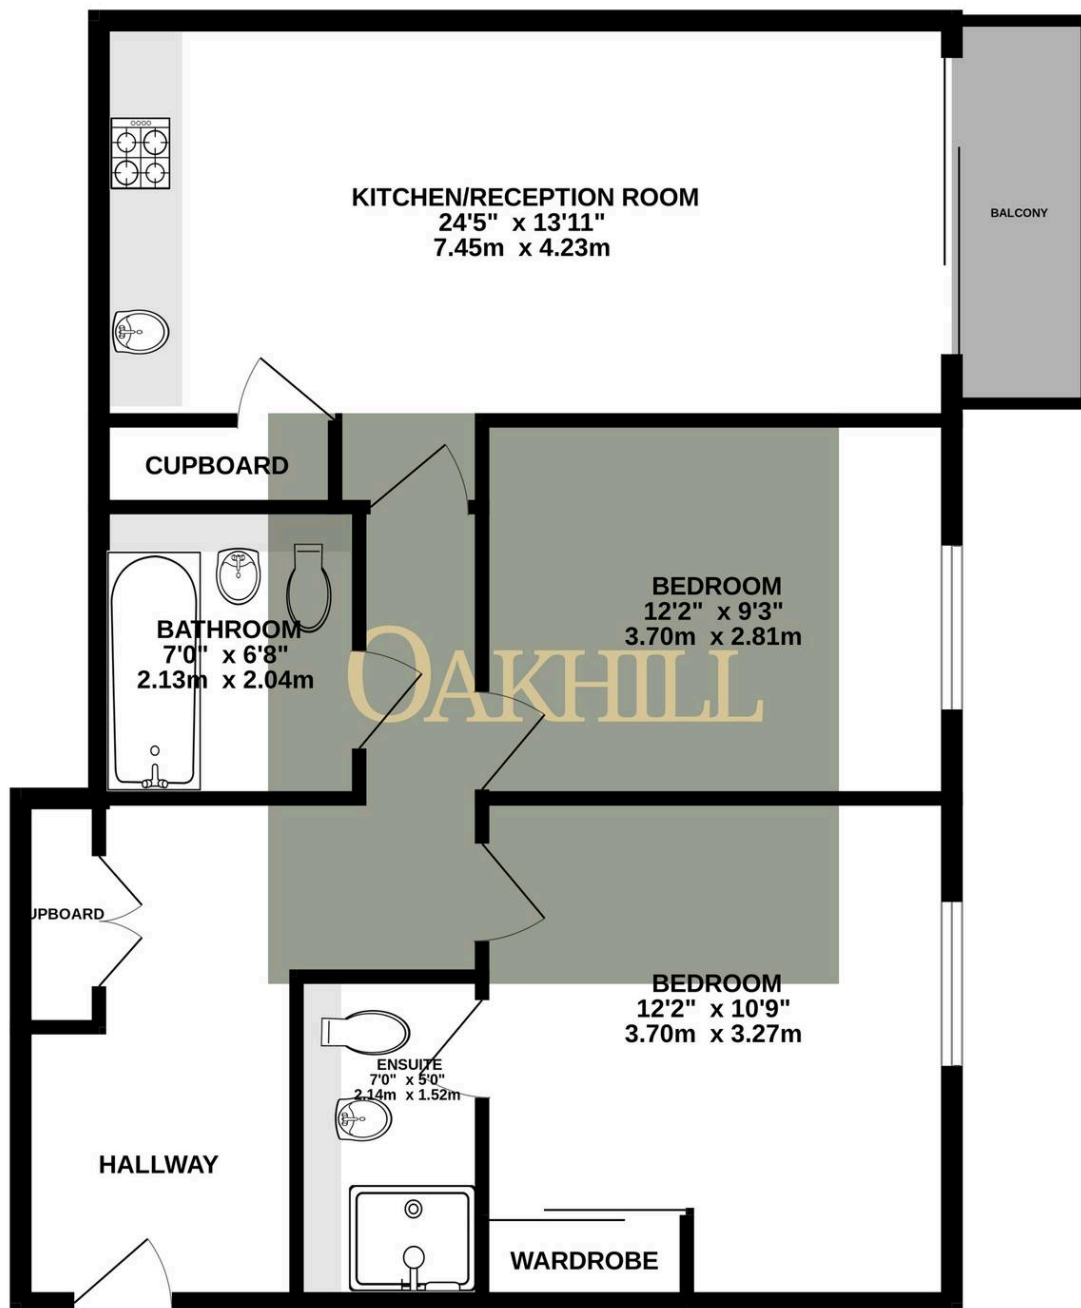 KITCHEN/RECEPTION ROOM
24'5" x 13'11"
7.45m x 4.23m
BALCONY
CUPBOARD
BEDROOM
12'2" x 9'3"
3.70m x 2.81m
BATHROOM
7'0" x 6'8"
2.13m x 2.04m
OAKHILL
UPBOARD
BEDROOM
12'2" x 10'9"
3.70m x 3.27m
ENSUITE
7'0" x 5'0"
2.14m x 1.52m
HALLWAY
WARDROBE